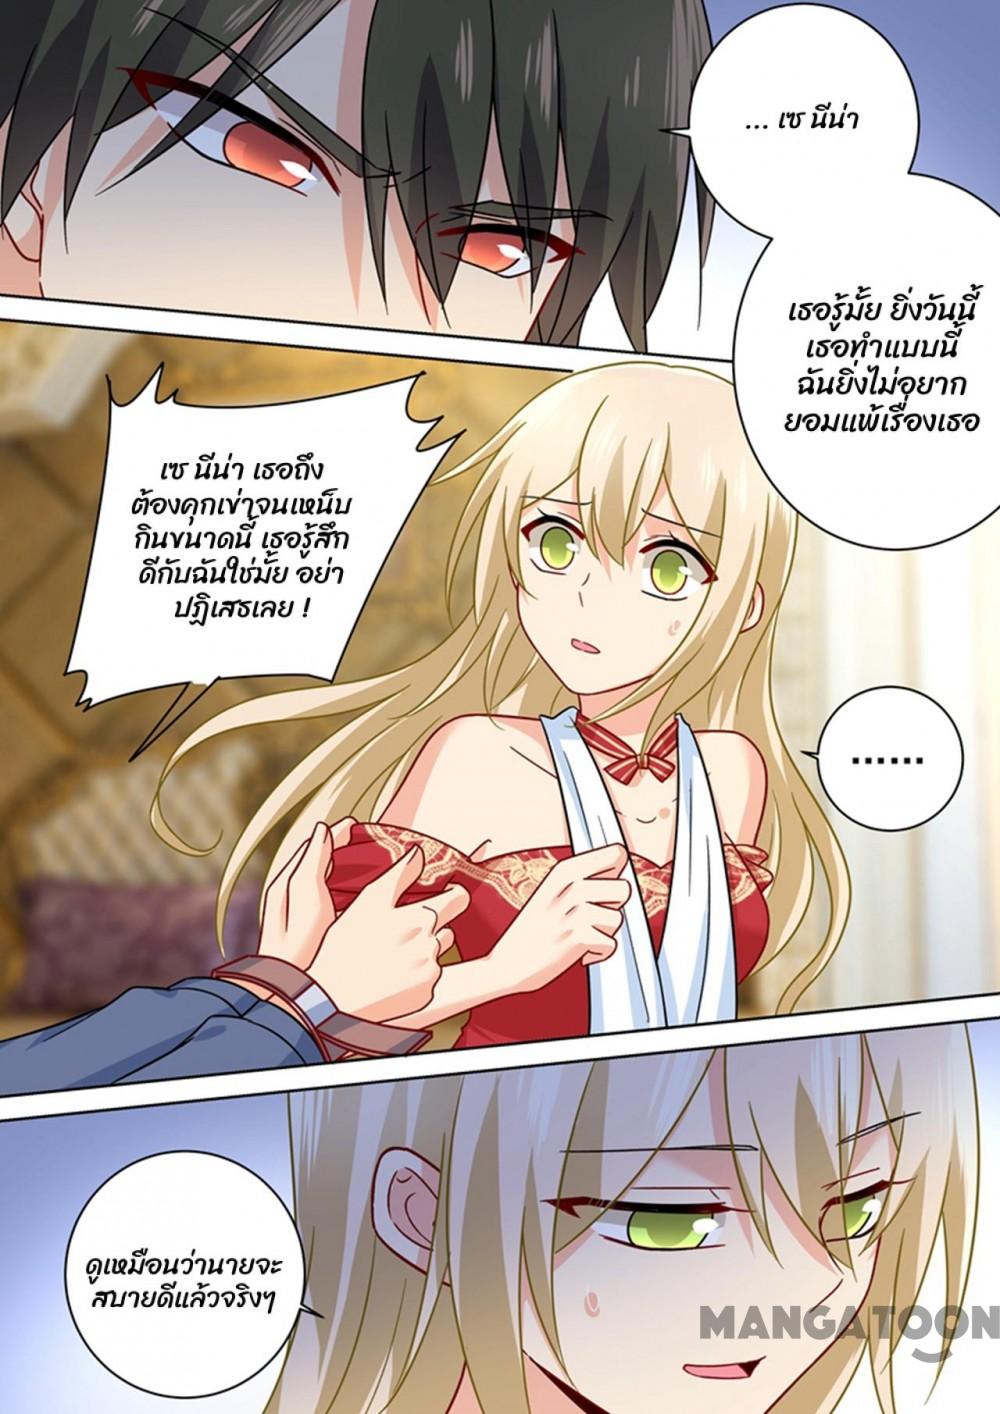 ... เซ นีน่า
เธอรู้มั้ย ยิ่งวันนี้
เธอทำแบบนี้
ฉันยิ่งไม่อยาก
ยอมแพ้เรื่องเธอ
เซ นีน่า เธอถึง
ต้องคุกเข่าจนเหน็บ
กินขนาดนี้ เธอรู้สึก
ดีกับฉันใช่มั้ย อย่า
ปฏิเสธเลย !
......
ดูเหมือนว่านายจะ
สบายดีแล้วจริงๆ
MANGATOON